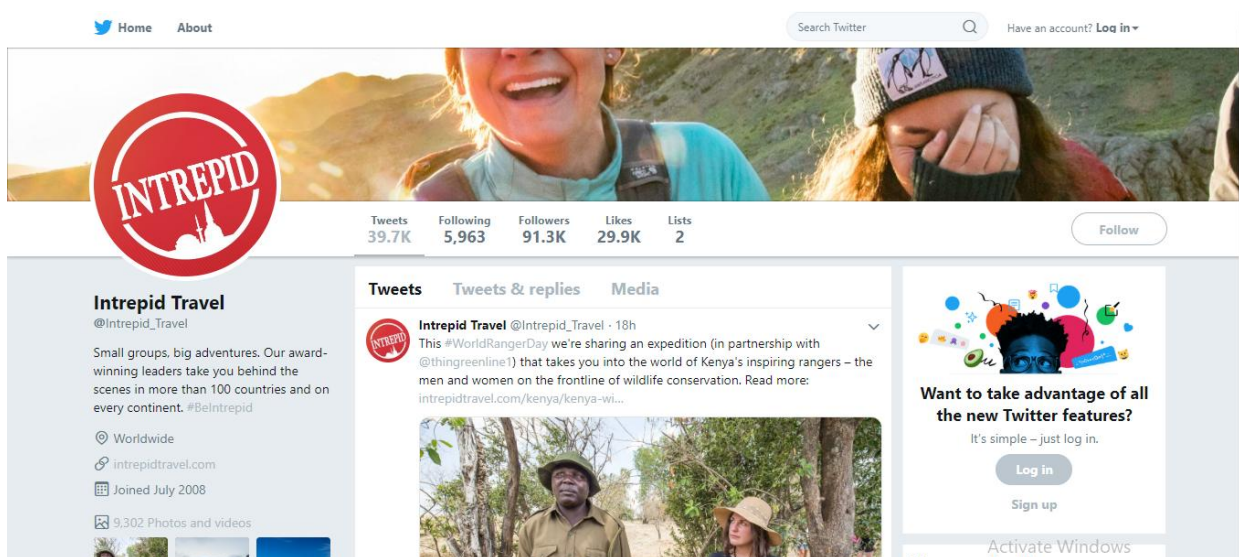 Home About
Search Twitter
Have an account? Log in
INTREPID
Tweets Following Followers Likes Lists
39.7K 5,963 91.3K 29.9K 2
Follow
Intrepid Travel
@Intrepid_Travel
Small groups, big adventures. Our award-
winning leaders take you behind the
scenes in more than 100 countries and on
every continent. #BeIntrepid
Worldwide
intrepidtravel.com
Joined July 2008
9,302 Photos and videos
Tweets Tweets & replies Media
INTREPID
Intrepid Travel @Intrepid_Travel · 18h
This #WorldRangerDay we're sharing an expedition (in partnership with
@thingreenline1) that takes you into the world of Kenya's inspiring rangers – the
men and women on the frontline of wildlife conservation. Read more:
intrepidtravel.com/kenya/kenya-wi...
Want to take advantage of all
the new Twitter features?
It's simple – just log in.
Log in
Sign up
Activate Windows